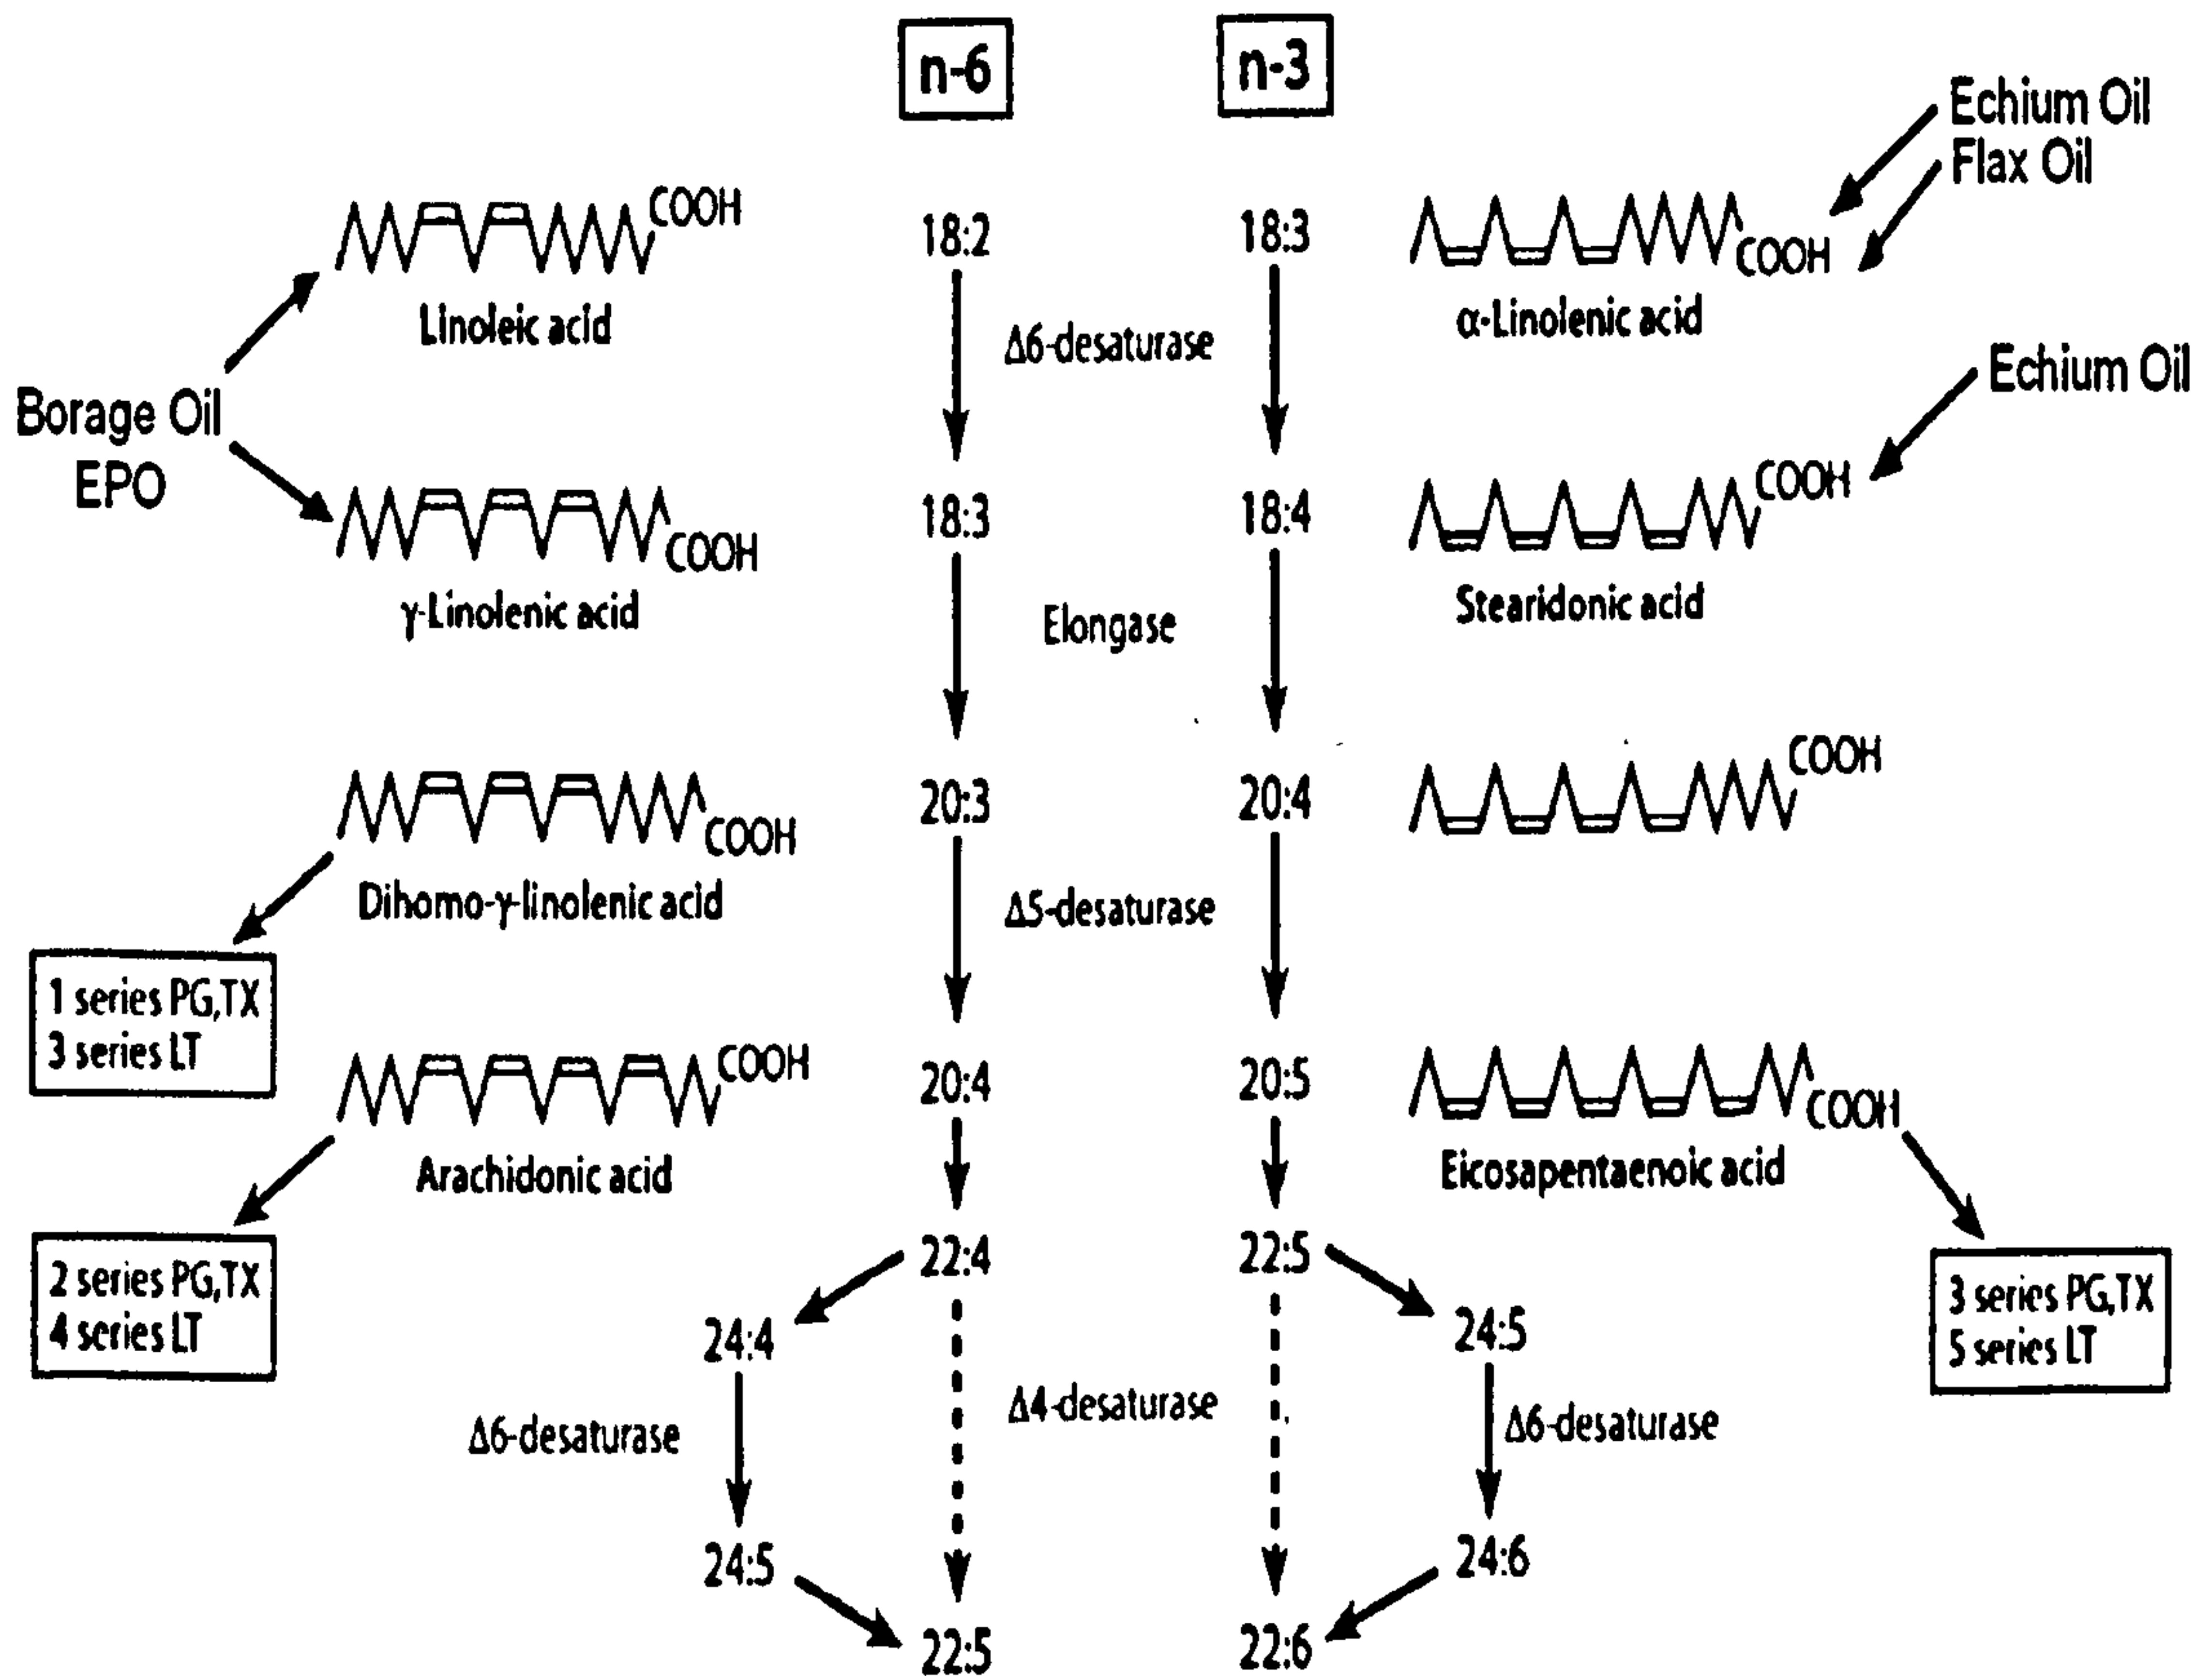 n-6
n-3
Echium Oil
Flax Oil
COOH
18:2
18:3
COOH
Linoleic acid
Δ6-desaturase
α-Linolenic acid
Echium Oil
Borage Oil
EPO
COOH
18:3
18:4
COOH
γ-Linolenic acid
Elongase
Stearidonic acid
COOH
20:3
20:4
COOH
Dihomo-γ-linolenic acid
Δ5-desaturase
1 series PG,TX
3 series LT
COOH
20:4
20:5
COOH
Arachidonic acid
Eicosapentaenoic acid
2 series PG,TX
4 series LT
22:4
22:5
3 series PG,TX
5 series LT
24:4
24:5
Δ6-desaturase
Δ4-desaturase
Δ6-desaturase
24:5
24:6
22:5
22:6